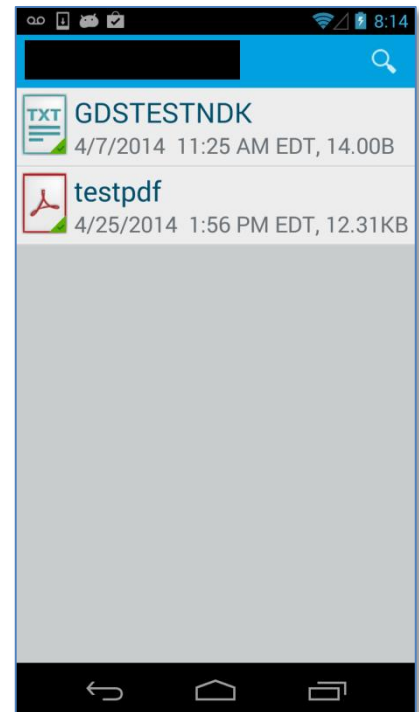 8:14
TXT
GDSTESTNDK
4/7/2014 11:25 AM EDT, 14.00B
testpdf
4/25/2014 1:56 PM EDT, 12.31KB